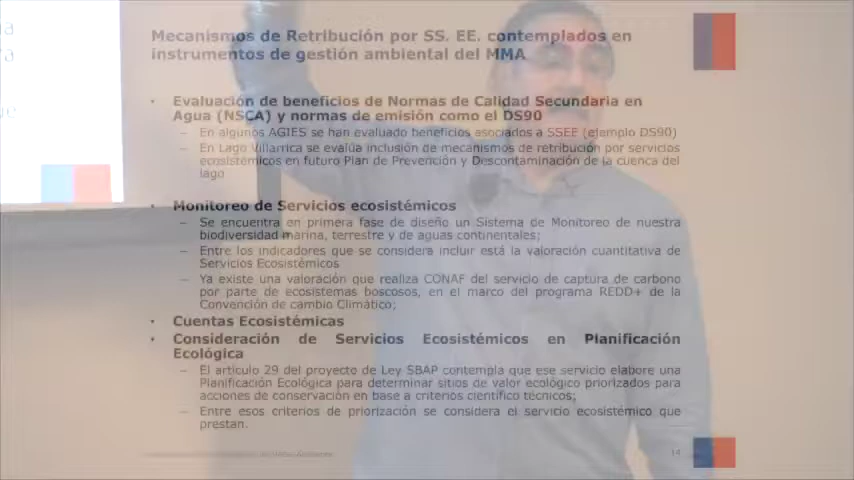 Mecanismos de Retribución por SS. EE. contemplados en
instrumentos de gestión ambiental del MMA
• Evaluación de beneficios de Normas de Calidad Secundaria en
Agua (NSCA) y normas de emisión como el DS90
– En algunos AGIES se han evaluado beneficios asociados a SSEE (ejemplo DS90)
– En Lago Villarrica se evalúa inclusión de mecanismos de retribución por servicios
ecosistémicos en futuro Plan de Prevención y Descontaminación de la cuenca del
lago
• Monitoreo de Servicios ecosistémicos
– Se encuentra en primera fase de diseño un Sistema de Monitoreo de nuestra
biodiversidad marina, terrestre y de aguas continentales;
– Entre los indicadores que se considera incluir está la valoración cuantitativa de
Servicios Ecosistémicos
– Ya existe una valoración que realiza CONAF del servicio de captura de carbono
por parte de ecosistemas boscosos, en el marco del programa REDD+ de la
Convención de cambio Climático;
• Cuentas Ecosistémicas
• Consideración de Servicios Ecosistémicos en Planificación
Ecológica
– El artículo 29 del proyecto de Ley SBAP contempla que ese servicio elabore una
Planificación Ecológica para determinar sitios de valor ecológico priorizados para
acciones de conservación en base a criterios científico técnicos;
– Entre esos criterios de priorización se considera el servicio ecosistémico que
prestan.
14